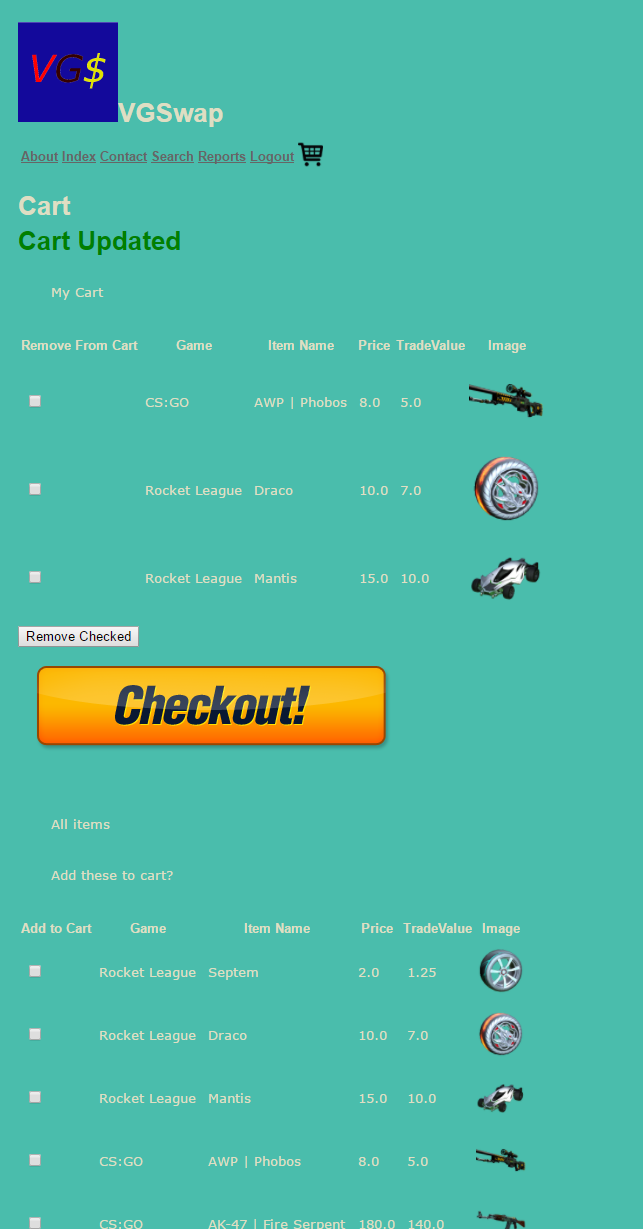 VG$
VGSwap
About Index Contact Search Reports Logout
Cart
Cart Updated
My Cart
Remove From Cart Game Item Name Price TradeValue Image
CS:GO AWP | Phobos 8.0 5.0
Rocket League Draco 10.0 7.0
Rocket League Mantis 15.0 10.0
Remove Checked
Checkout!
All items
Add these to cart?
Add to Cart Game Item Name Price TradeValue Image
Rocket League Septem 2.0 1.25
Rocket League Draco 10.0 7.0
Rocket League Mantis 15.0 10.0
CS:GO AWP | Phobos 8.0 5.0
CS:GO AK-47 | Fire Serpent 180.0 140.0